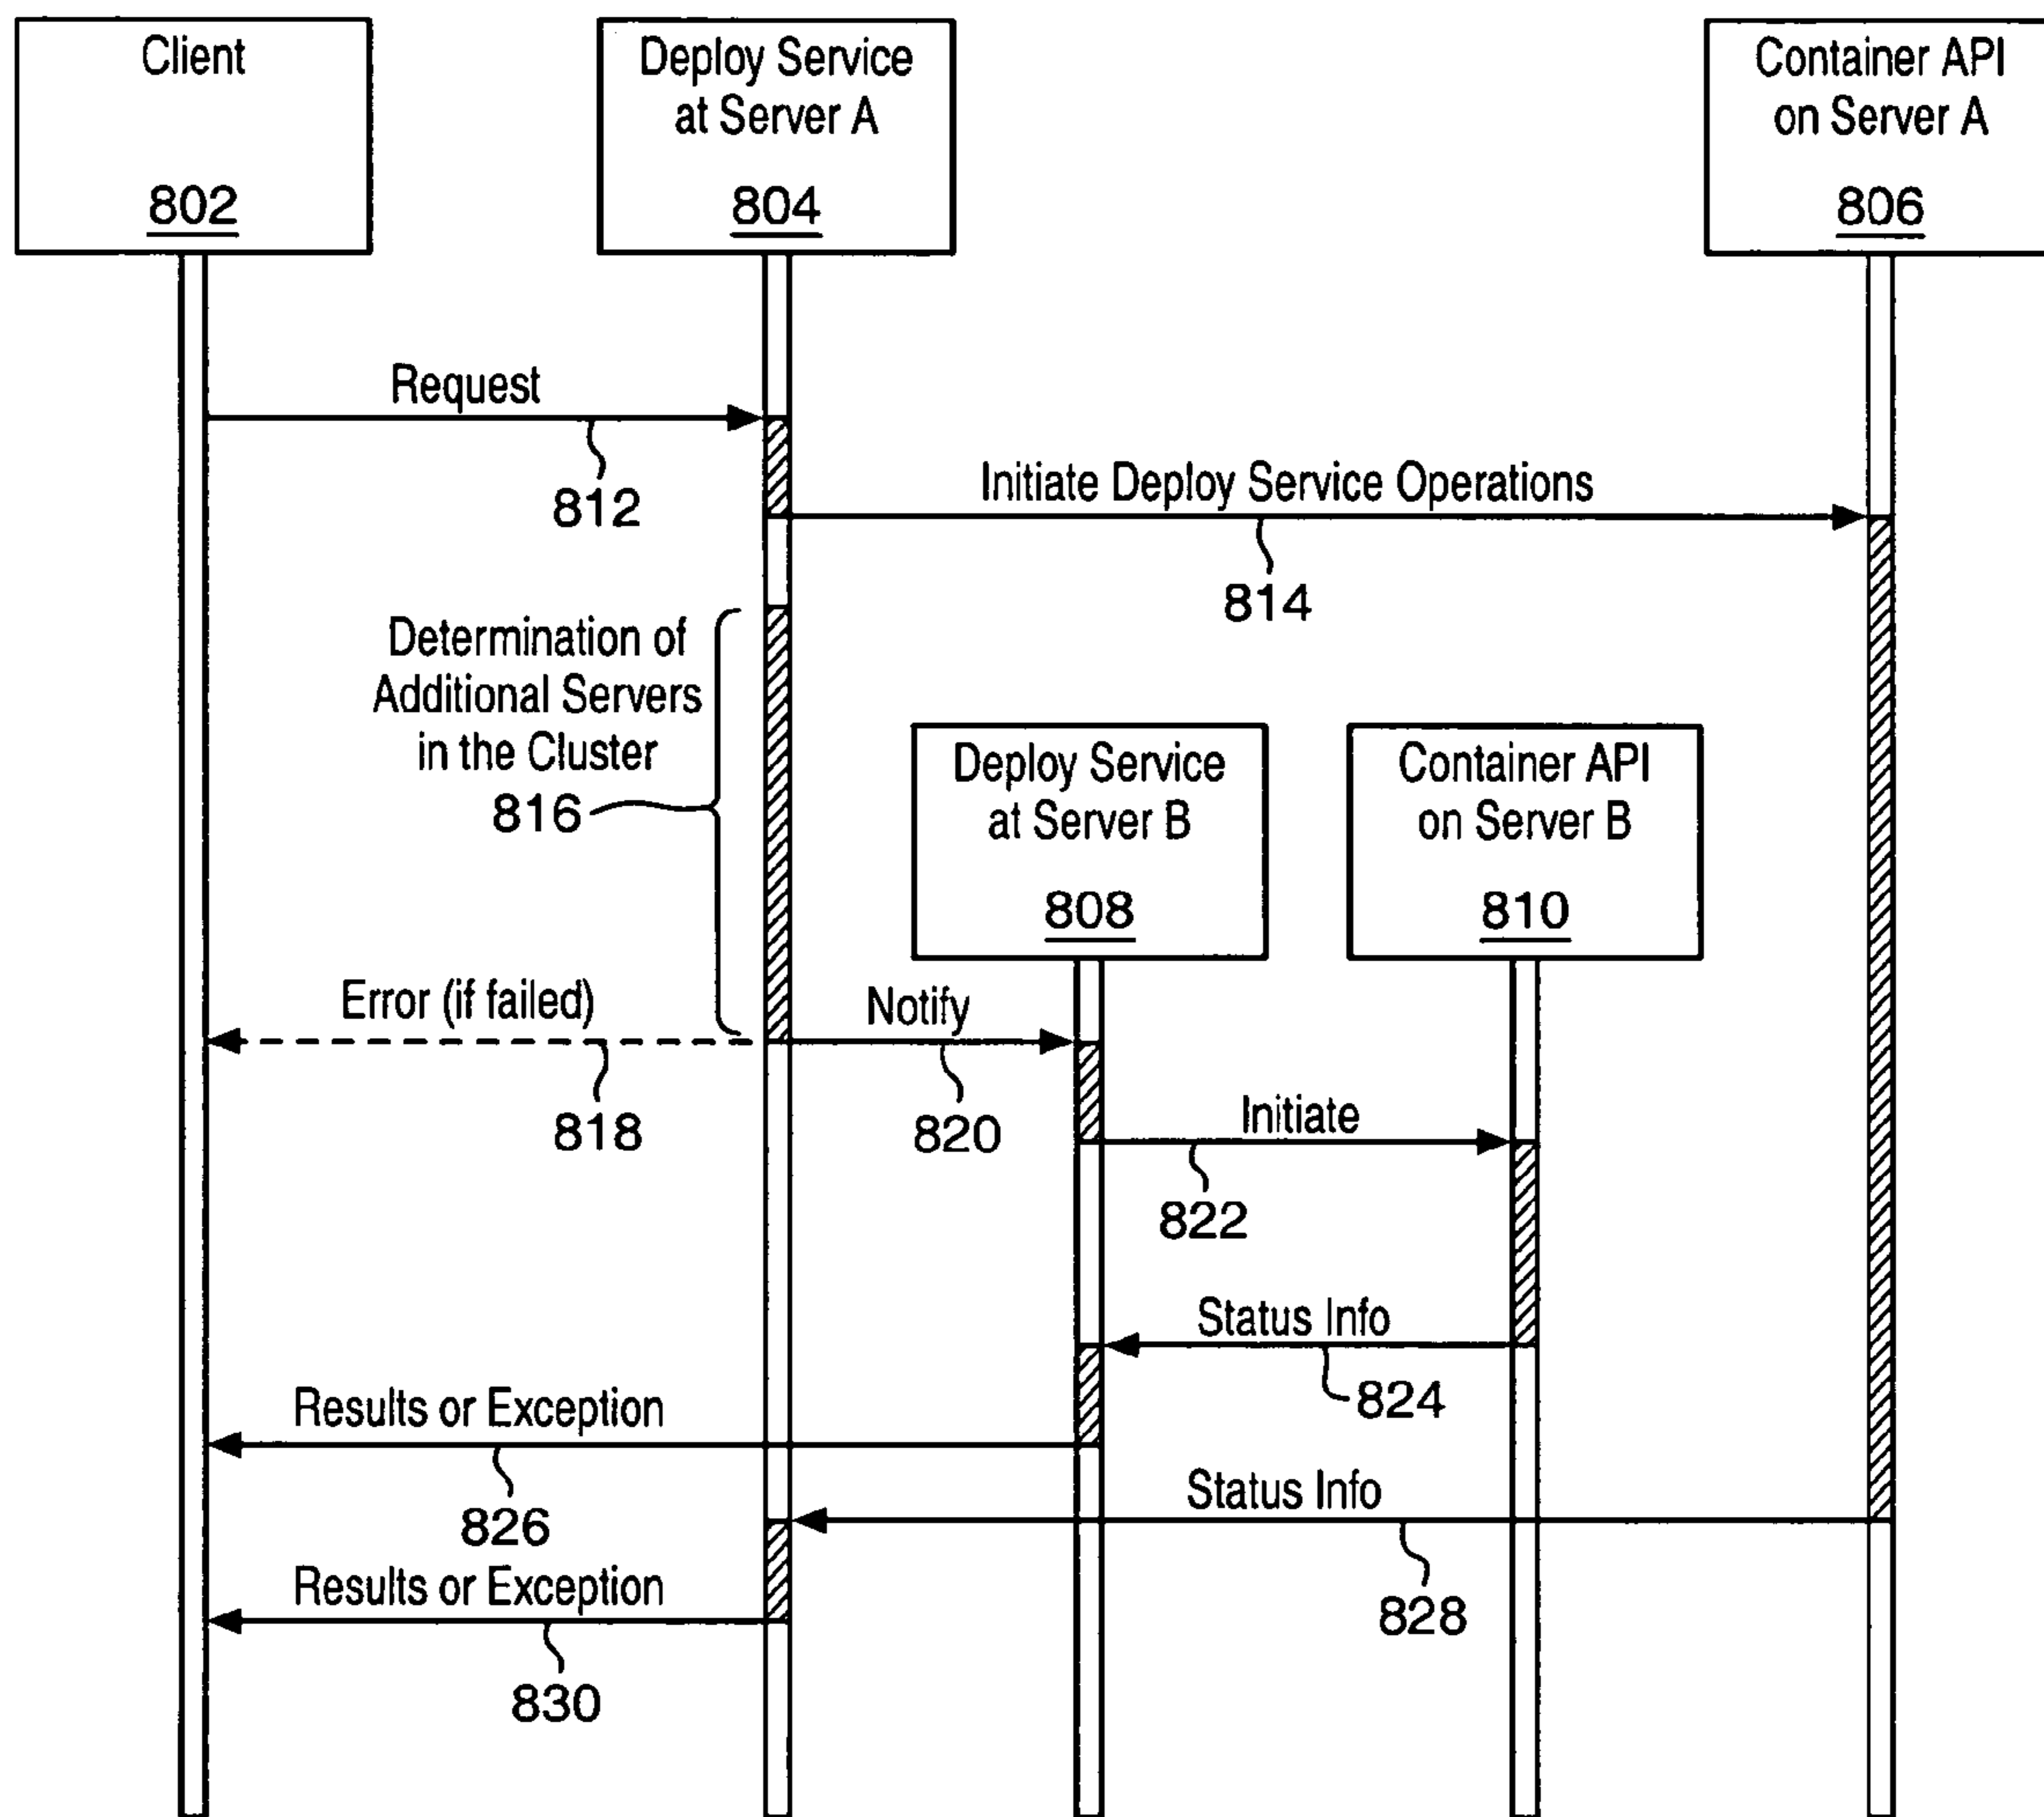 Client
802
Deploy Service
at Server A
804
Container API
on Server A
806
Request
812
Initiate Deploy Service Operations
814
Determination of
Additional Servers
in the Cluster
816
Deploy Service
at Server B
808
Container API
on Server B
810
Error (if failed)
818
Notify
820
Initiate
822
Status Info
824
Results or Exception
826
Status Info
828
Results or Exception
830